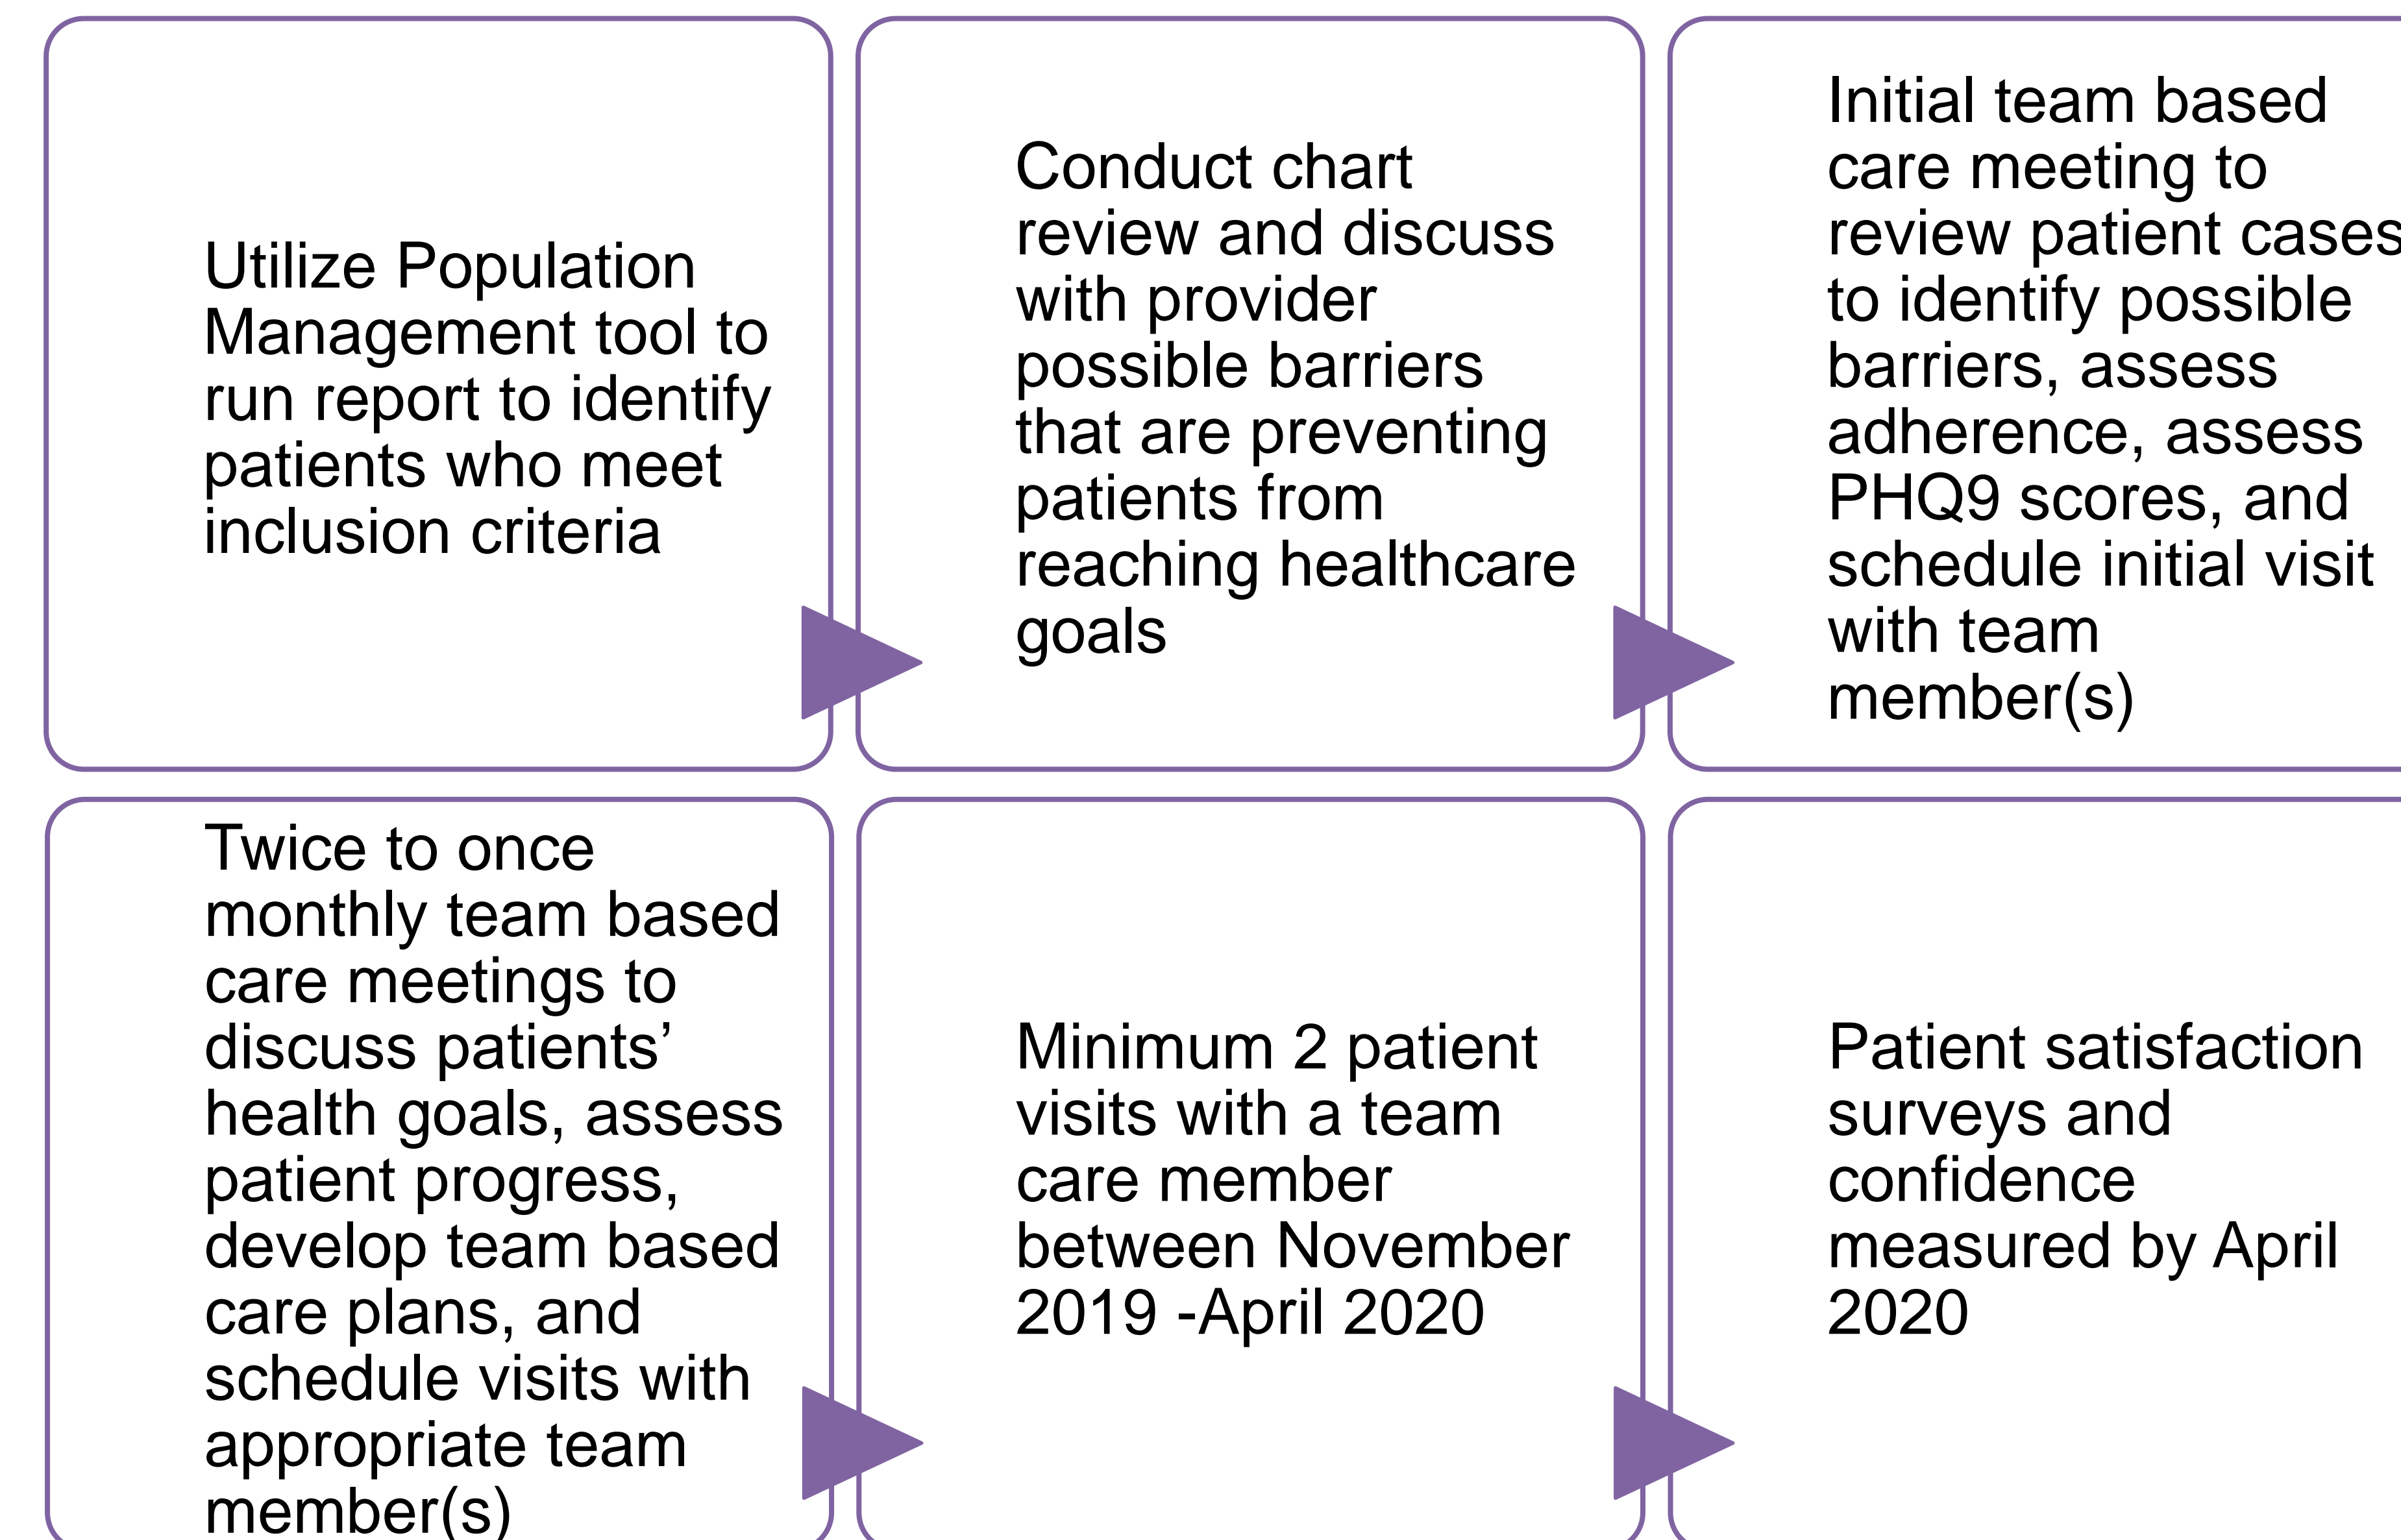 Utilize Population
Management tool to
run report to identify
patients who meet
inclusion criteria
Conduct chart
review and discuss
with provider
possible barriers
that are preventing
patients from
reaching healthcare
goals
Initial team based
care meeting to
review patient cases
to identify possible
barriers, assess
adherence, assess
PHQ9 scores, and
schedule initial visit
with team
member(s)
Twice to once
monthly team based
care meetings to
discuss patients’
health goals, assess
patient progress,
develop team based
care plans, and
schedule visits with
appropriate team
member(s)
Minimum 2 patient
visits with a team
care member
between November
2019 -April 2020
Patient satisfaction
surveys and
confidence
measured by April
2020